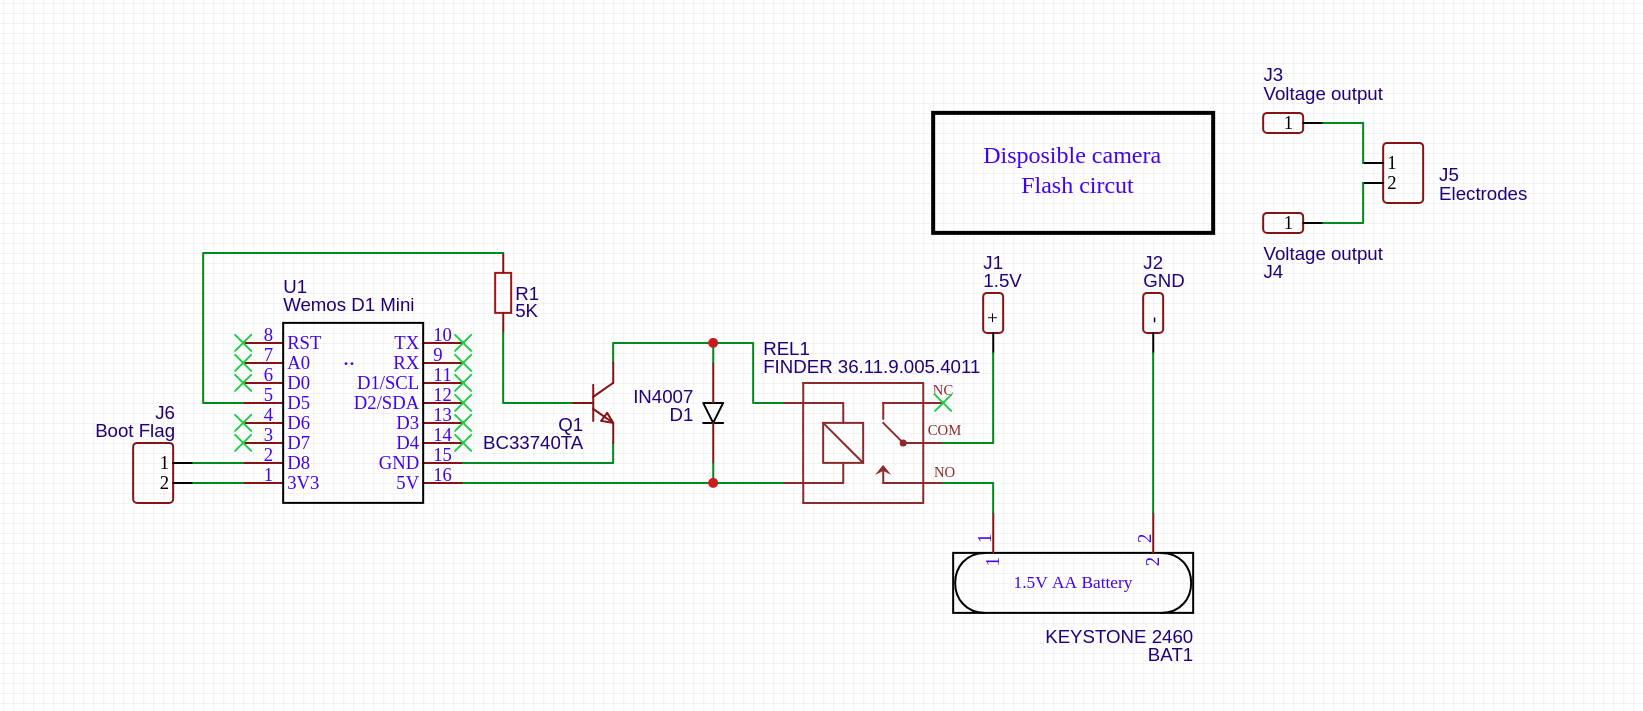 J3
Voltage output
1
Disposible camera
Flash circut
1
2
J5
Electrodes
1
Voltage output
J4
J1
1.5V
+
J2
GND
-
U1
Wemos D1 Mini
R1
5K
8 RST
7 A0
6 D0
5 D5
4 D6
3 D7
2 D8
1 3V3
..
TX 10
RX 9
D1/SCL 11
D2/SDA 12
D3 13
D4 14
GND 15
5V 16
J6
Boot Flag
1
2
Q1
BC33740TA
IN4007
D1
REL1
FINDER 36.11.9.005.4011
NC
COM
NO
1
1
2
2
1.5V AA Battery
KEYSTONE 2460
BAT1